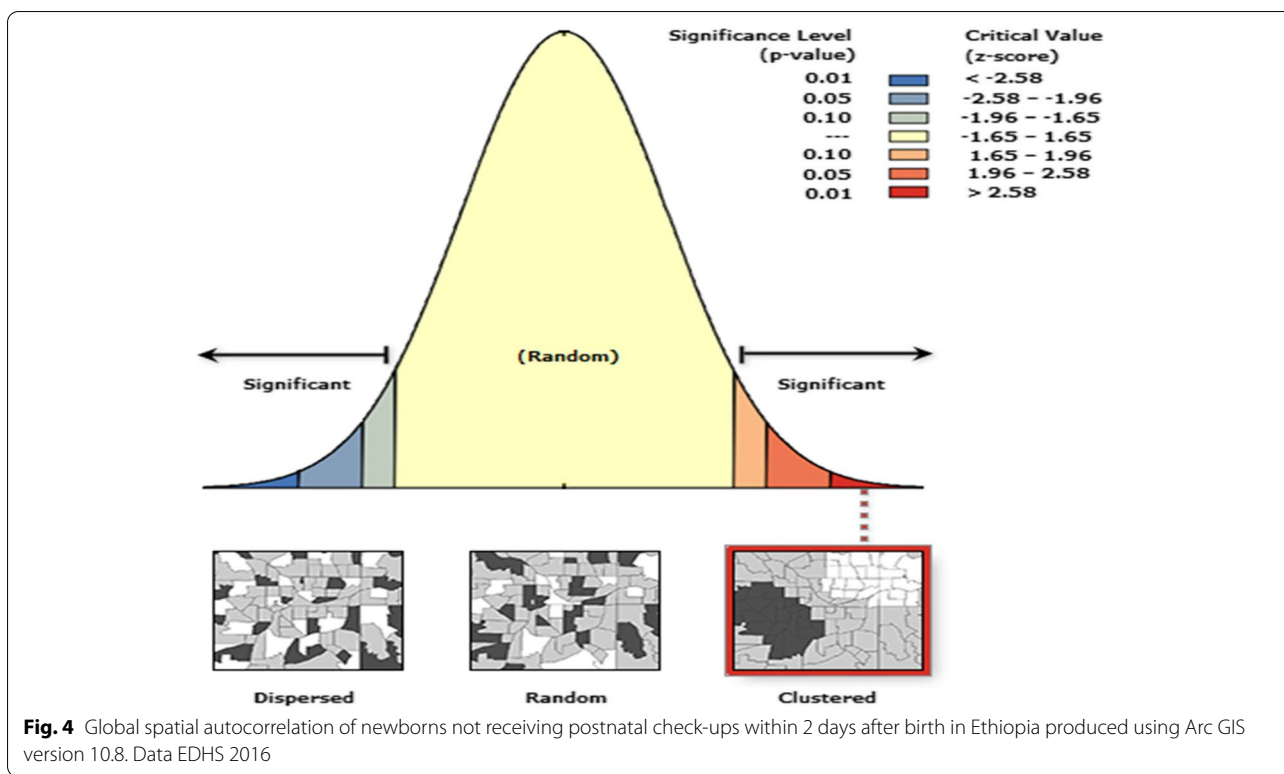 Significance Level Critical Value
(p-value) (z-score)
0.01 < -2.58
0.05 -2.58 – -1.96
0.10 -1.96 – -1.65
--- -1.65 – 1.65
0.10 1.65 – 1.96
0.05 1.96 – 2.58
0.01 > 2.58
(Random)
Significant Significant
Dispersed Random Clustered
Fig. 4 Global spatial autocorrelation of newborns not receiving postnatal check-ups within 2 days after birth in Ethiopia produced using Arc GIS
version 10.8. Data EDHS 2016